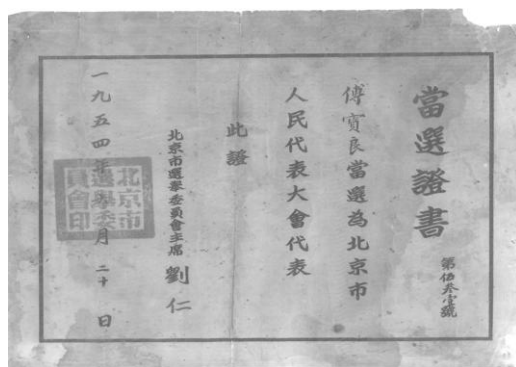 當選證書
第伍叁壹號
傅寶良當選為北京市
人民代表大會代表
此證
北京市選舉委員會主席 劉仁
一九五四年 月二十日
北京市
選舉委
員會印